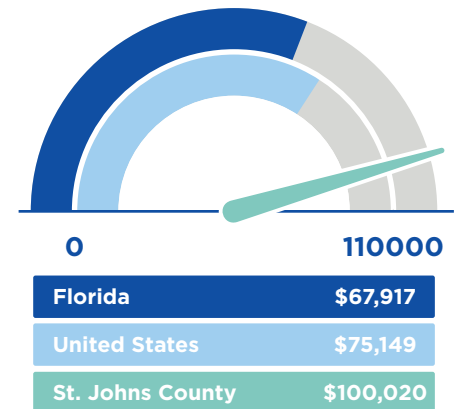 0 110000
Florida $67,917
United States $75,149
St. Johns County $100,020